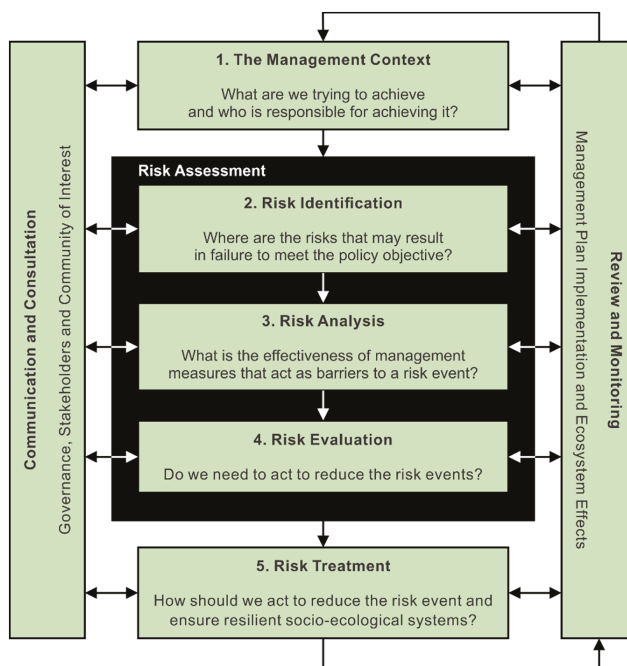 1. The Management Context
What are we trying to achieve
and who is responsible for achieving it?
Risk Assessment
2. Risk Identification
Where are the risks that may result
in failure to meet the policy objective?
3. Risk Analysis
What is the effectiveness of management
measures that act as barriers to a risk event?
4. Risk Evaluation
Do we need to act to reduce the risk events?
5. Risk Treatment
How should we act to reduce the risk event and
ensure resilient socio-ecological systems?
Communication and Consultation
Governance, Stakeholders and Community of Interest
Review and Monitoring
Management Plan Implementation and Ecosystem Effects